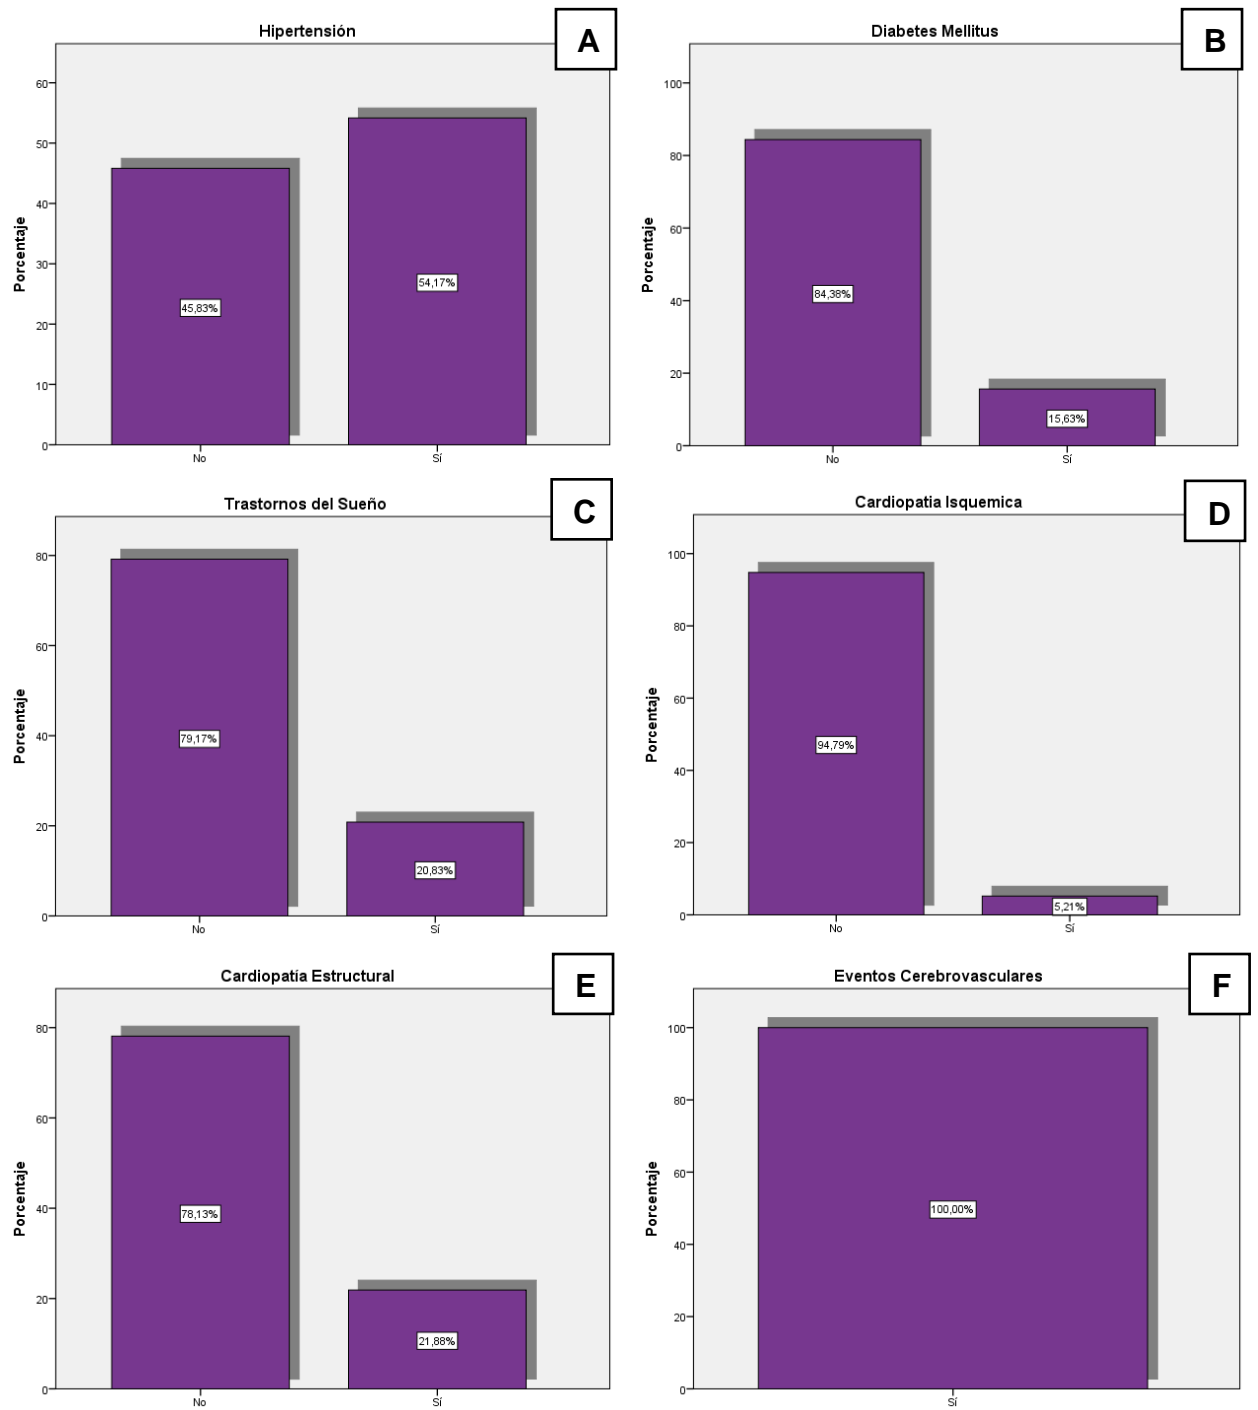 Hipertensión
A
Porcentaje
60
50
40
30
20
10
0
45,83%
54,17%
No
Sí
Diabetes Mellitus
B
Porcentaje
100
80
60
40
20
0
84,38%
15,63%
No
Sí
Trastornos del Sueño
C
Porcentaje
80
60
40
20
0
79,17%
20,83%
No
Sí
Cardiopatia Isquemica
D
Porcentaje
100
80
60
40
20
0
94,79%
5,21%
No
Sí
Cardiopatía Estructural
E
Porcentaje
80
60
40
20
0
78,13%
21,88%
No
Sí
Eventos Cerebrovasculares
F
Porcentaje
100
80
60
40
20
0
100,00%
Sí